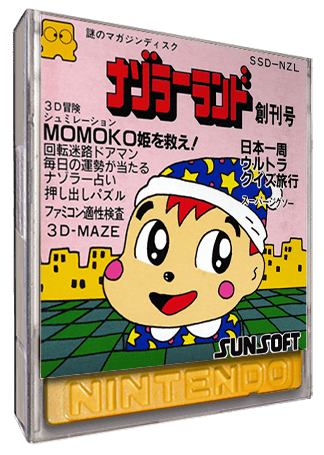 謎のマガジンディスク
SSD-NZL
ナゾラーランド
創刊号
3D冒険
シュミレーション
MOMOKO姫を救え!
回転迷路ドアマン
毎日の運勢が当たる
ナゾラー占い
押し出しパズル
ファミコン適性検査
3D-MAZE
日本一周
ウルトラ
クイズ旅行
スーパージグソー
SUNSOFT
NINTENDO